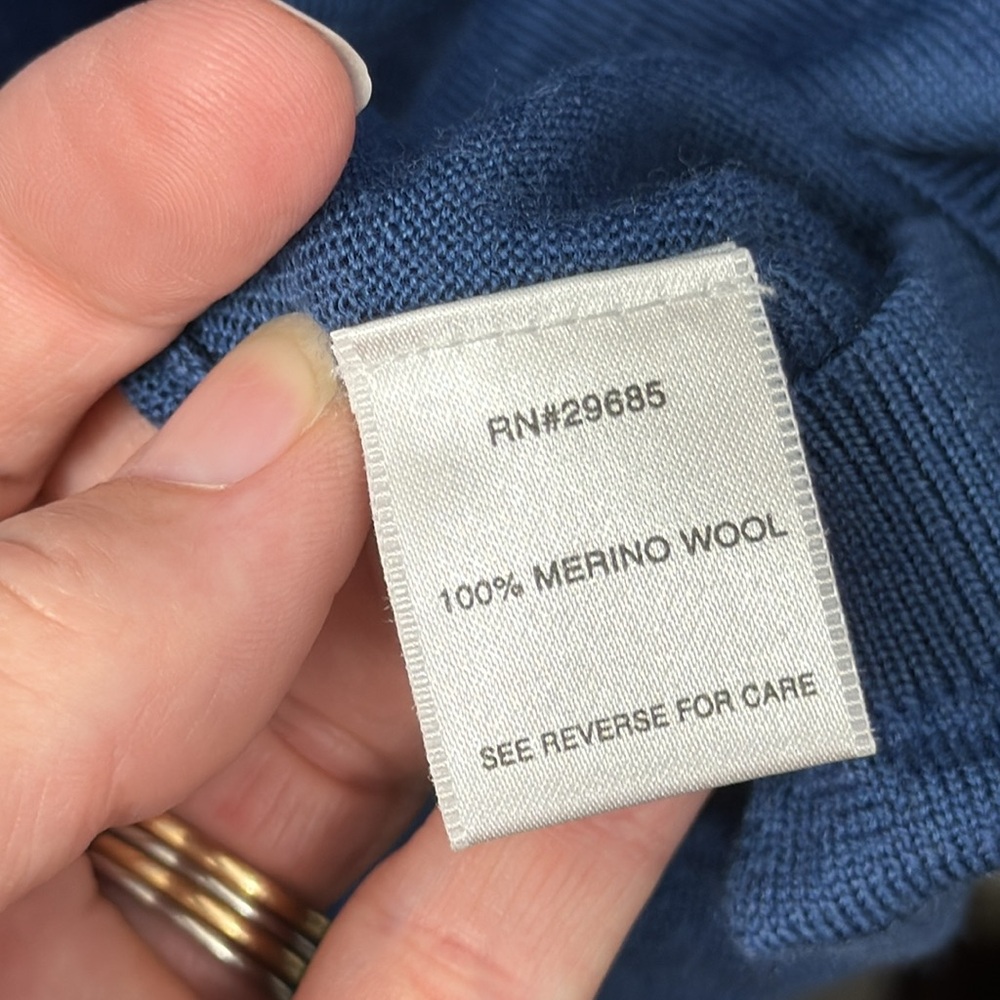 RN#29685
100% MERINO WOOL
SEE REVERSE FOR CARE